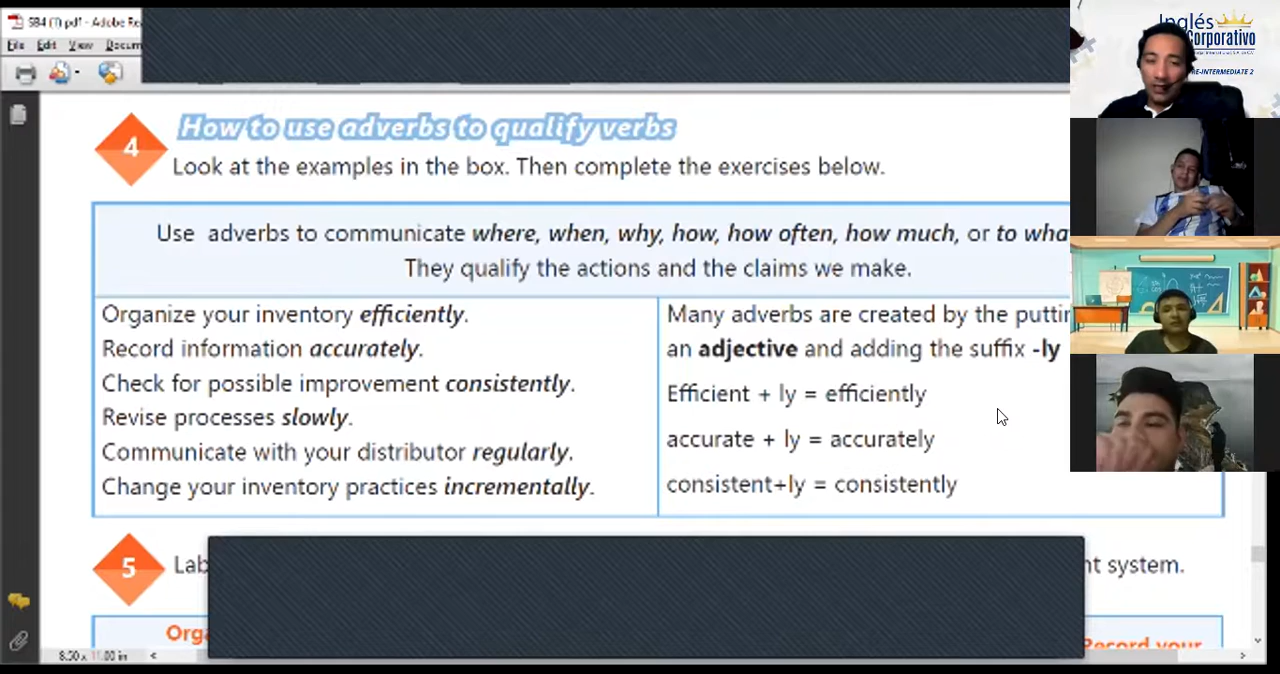 SB4 (1).pdf - Adobe Re
File Edit View Docum
Inglés
Corporativo
PRE-INTERMEDIATE 2
4
How to use adverbs to qualify verbs
Look at the examples in the box. Then complete the exercises below.
Use adverbs to communicate where, when, why, how, how often, how much, or to wha
They qualify the actions and the claims we make.
Organize your inventory efficiently.
Record information accurately.
Check for possible improvement consistently.
Revise processes slowly.
Communicate with your distributor regularly.
Change your inventory practices incrementally.
Many adverbs are created by the puttin
an adjective and adding the suffix -ly
Efficient + ly = efficiently
accurate + ly = accurately
consistent+ly = consistently
5
Lab
nt system.
Orga
Record your
8.50 x 11.00 in